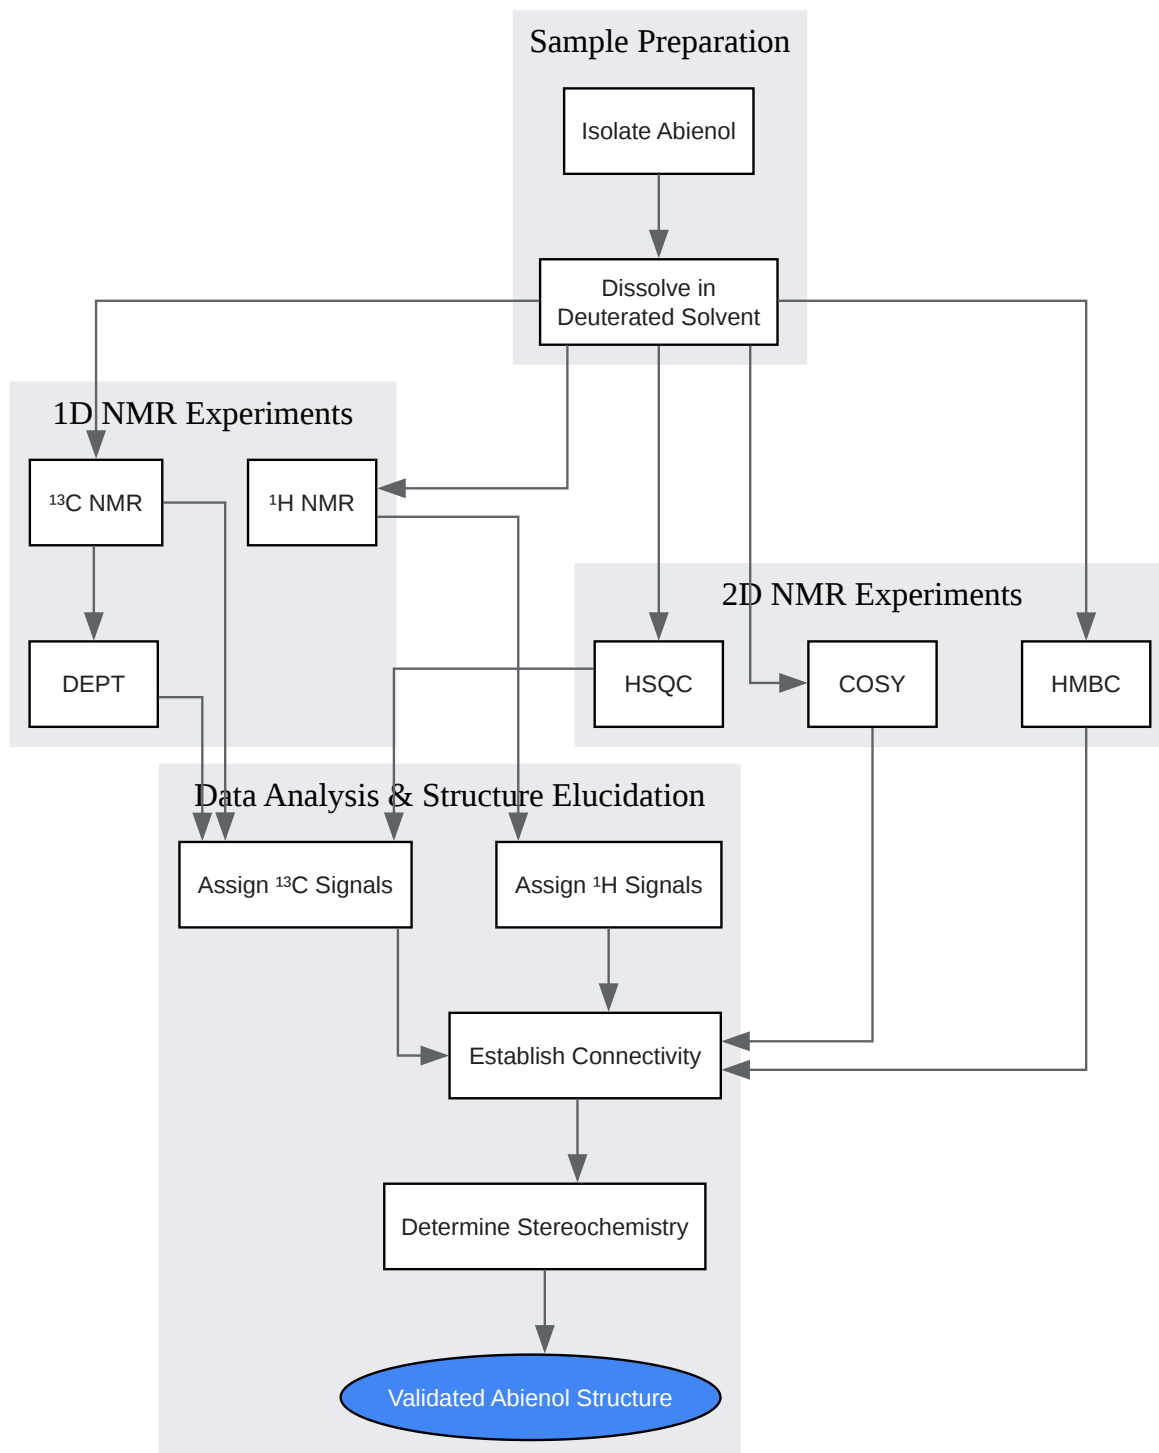 Sample Preparation
Isolate Abienol
Dissolve in
Deuterated Solvent
1D NMR Experiments
¹³C NMR
¹H NMR
DEPT
2D NMR Experiments
HSQC
COSY
HMBC
Data Analysis & Structure Elucidation
Assign ¹³C Signals
Assign ¹H Signals
Establish Connectivity
Determine Stereochemistry
Validated Abienol Structure